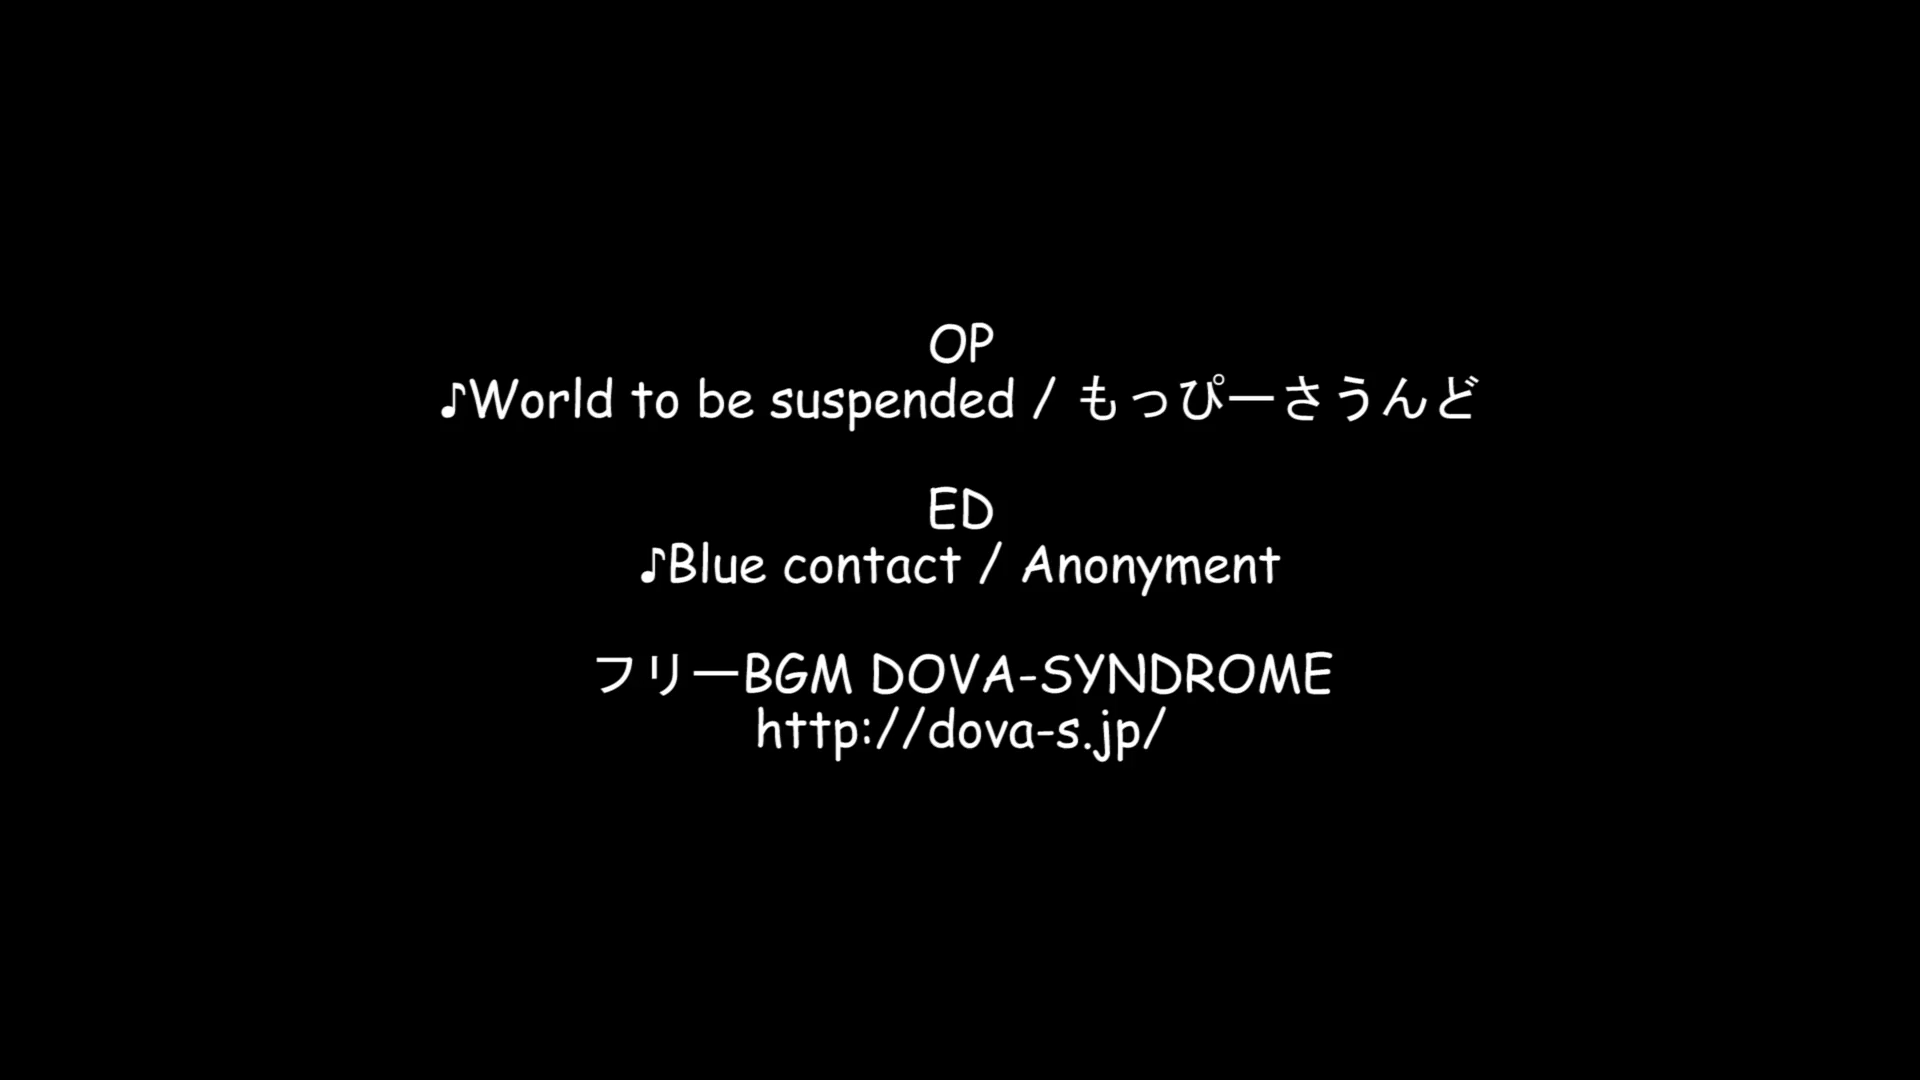 OP
♪World to be suspended / もっぴーさうんど
ED
♪Blue contact / Anonyment
フリーBGM DOVA-SYNDROME
http://dova-s.jp/